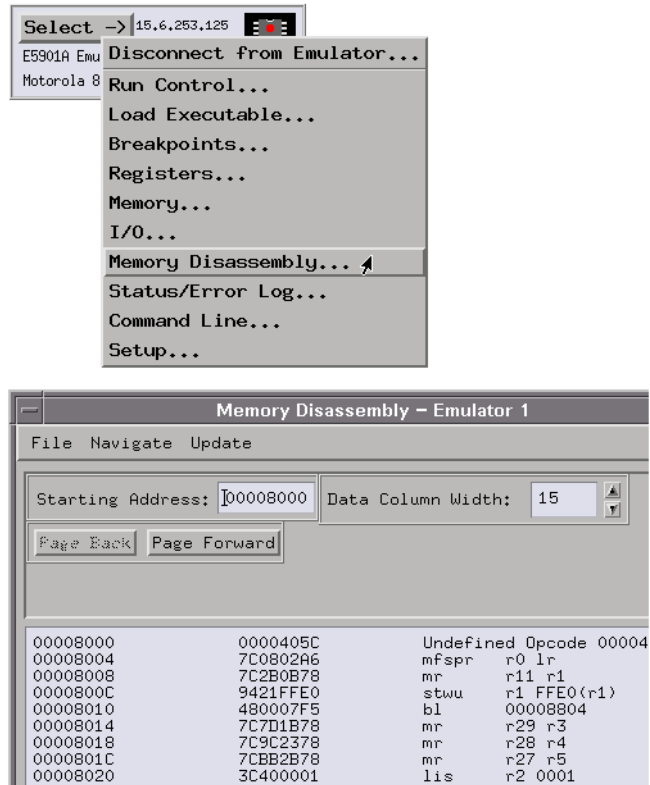 Select —> 15.6.253.125
E5901A Emu
Motorola 8
Disconnect from Emulator...
Run Control...
Load Executable...
Breakpoints...
Registers...
Memory...
I/O...
Memory Disassembly...
Status/Error Log...
Command Line...
Setup...
Memory Disassembly – Emulator 1
File Navigate Update
Starting Address: 00008000 Data Column Width: 15
Page Back Page Forward
00008000 0000405C Undefined Opcode 00004
00008004 7C0802A6 mfspr r0 lr
00008008 7C2B0B78 mr r11 r1
0000800C 9421FFE0 stwu r1 FFE0(r1)
00008010 480007F5 bl 00008804
00008014 7C7D1B78 mr r29 r3
00008018 7C9C2378 mr r28 r4
0000801C 7CBB2B78 mr r27 r5
00008020 3C400001 lis r2 0001